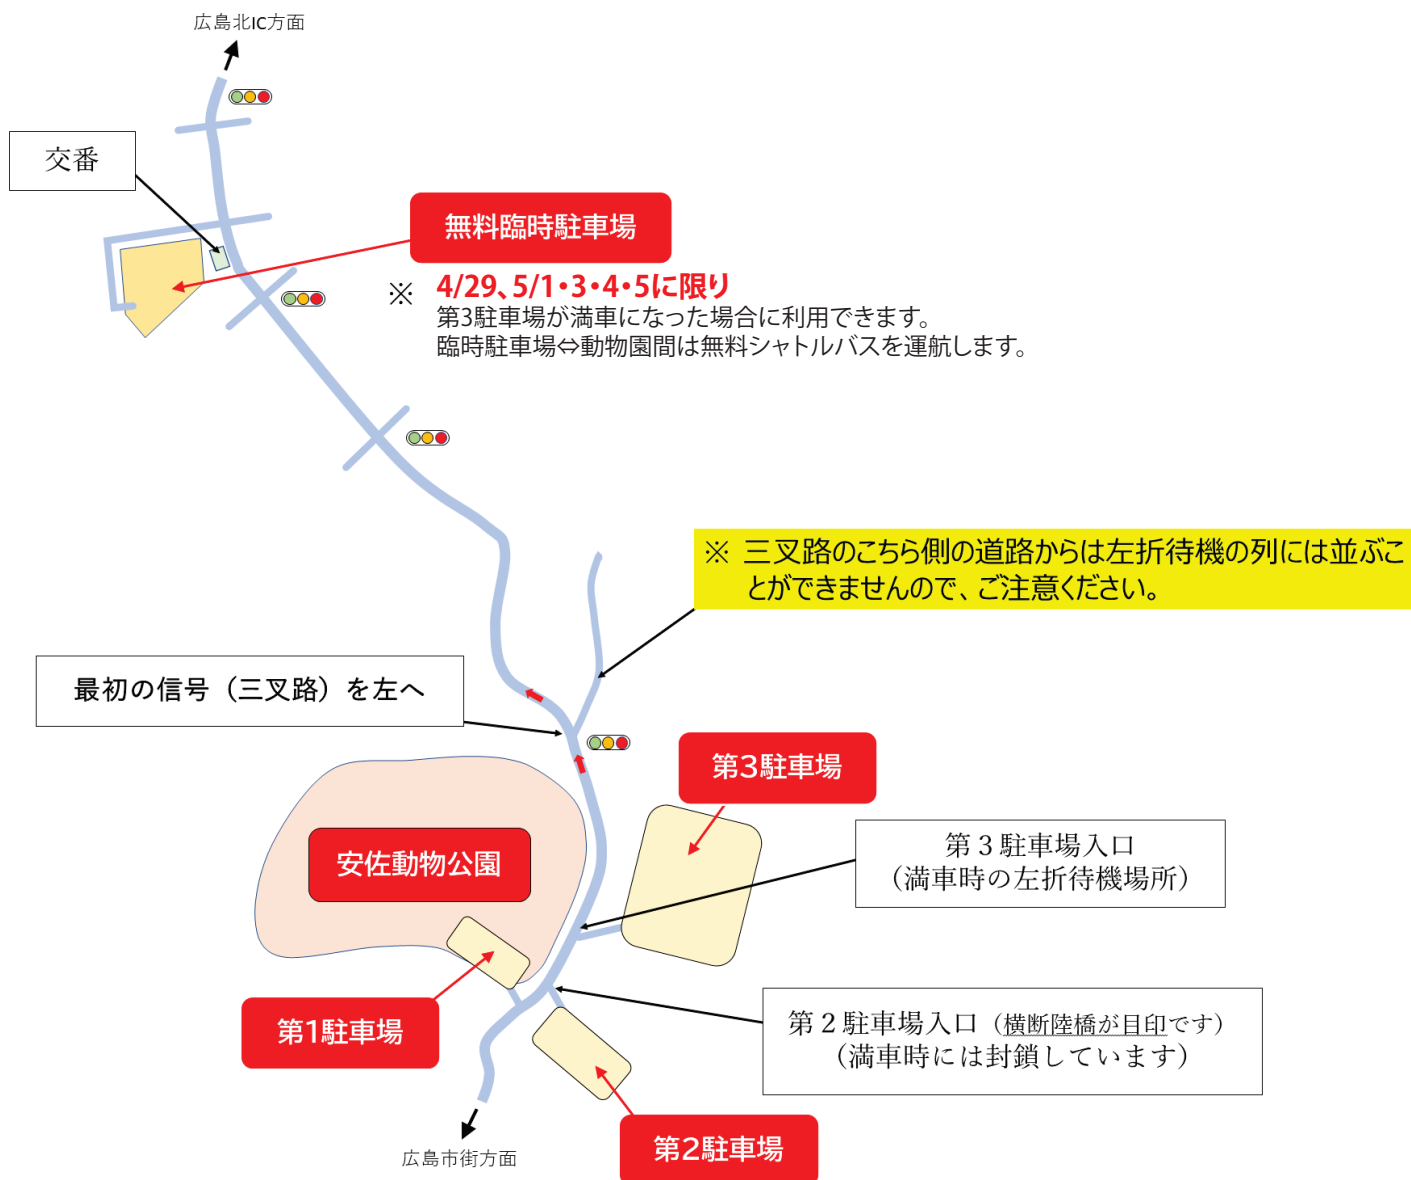 広島北IC方面
交番
無料臨時駐車場
※ 4/29、5/1・3・4・5に限り
第3駐車場が満車になった場合に利用できます。
臨時駐車場⇔動物園間は無料シャトルバスを運航します。
※ 三叉路のこちら側の道路からは左折待機の列には並ぶこ
とができませんので、ご注意ください。
最初の信号（三叉路）を左へ
第3駐車場
安佐動物公園
第３駐車場入口
（満車時の左折待機場所）
第1駐車場
第２駐車場入口（横断陸橋が目印です）
（満車時には封鎖しています）
第2駐車場
広島市街方面